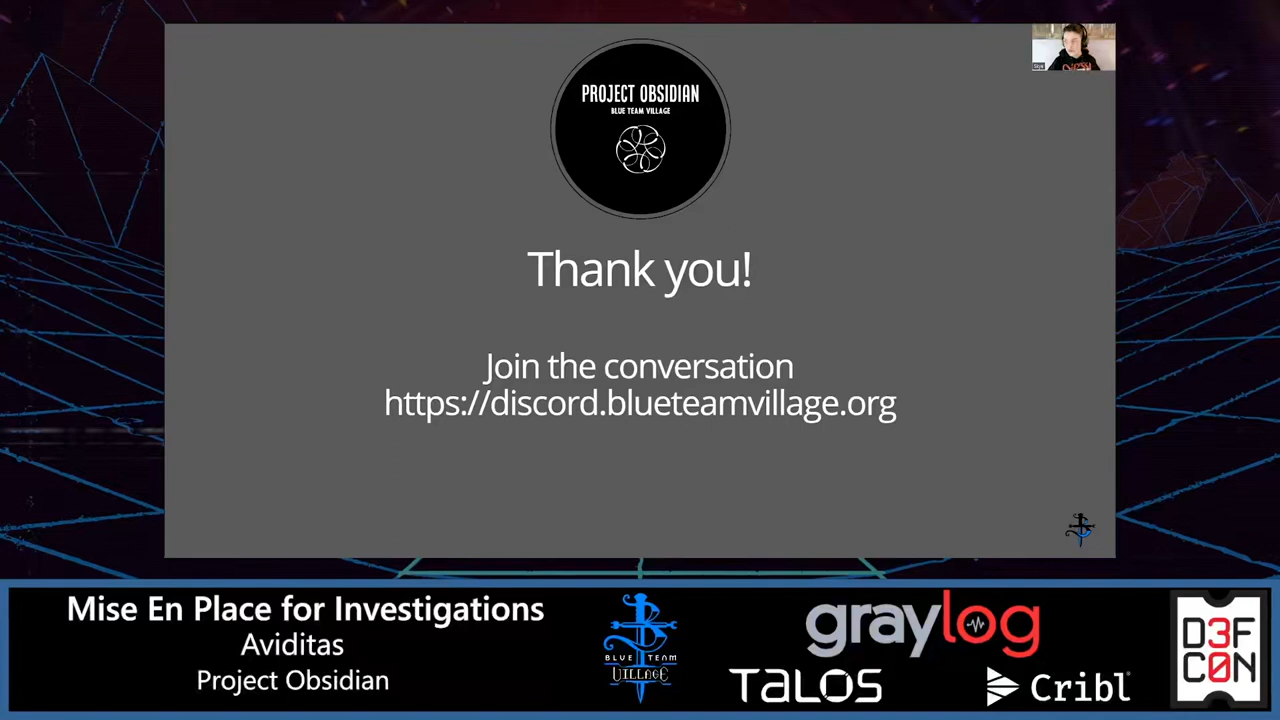 PROJECT OBSIDIAN
BLUE TEAM VILLAGE
Thank you!
Join the conversation
https://discord.blueteamvillage.org
Mise En Place for Investigations
Aviditas
Project Obsidian
BLUE TEAM
VILLAGE
graylog
TALOS
Cribl
D3F
C0N